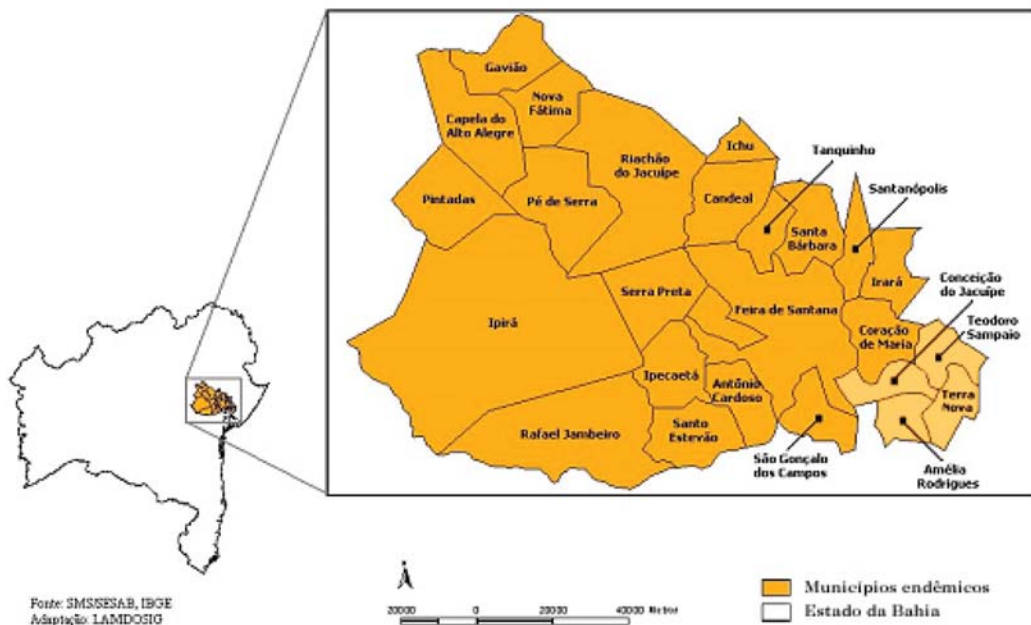 Gavião
Nova
Fátima
Capela do
Alto Alegre
Ichu
Tanquinho
Riachão
do Jacuípe
Santanópolis
Pintadas
Pé de Serra
Candeal
Santa
Bárbara
Conceição
do Jacuípe
Irará
Serra Preta
Feira de Santana
Teodoro
Sampaio
Ipirá
Coração
de Maria
Ipecaetá
Antônio
Cardoso
Terra
Nova
Rafael Jambeiro
Santo
Estevão
São Gonçalo
dos Campos
Amélia
Rodrigues
Fonte: SMS/SESAB, IBGE
Adaptação: LAMDOSIG
20000 0 20000 40000 Metros
Municípios endêmicos
Estado da Bahia